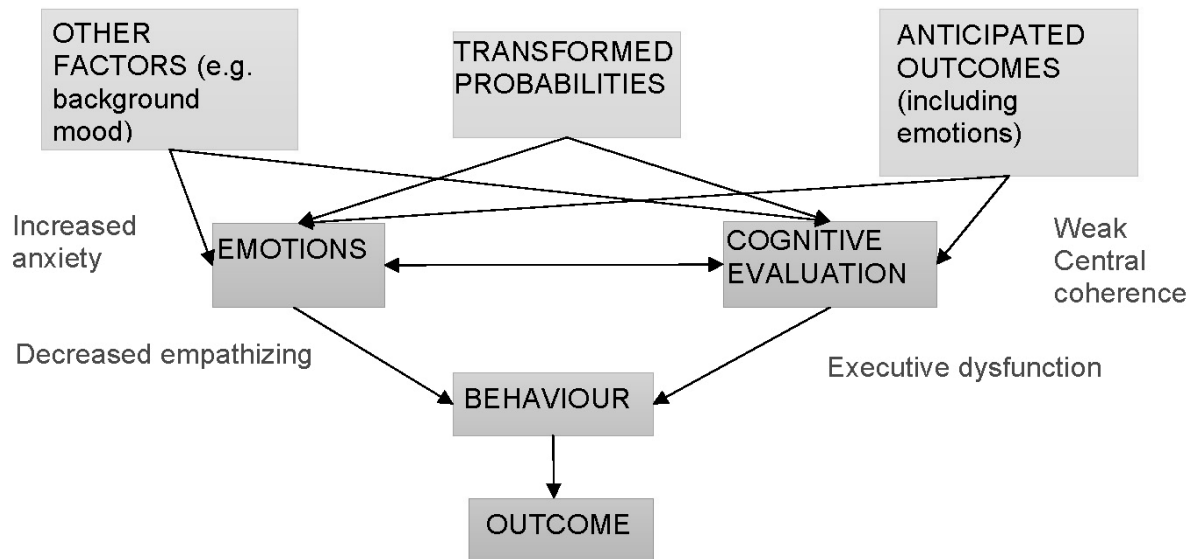 OTHER
FACTORS (e.g.
background
mood)
TRANSFORMED
PROBABILITIES
ANTICIPATED
OUTCOMES
(including
emotions)
Increased
anxiety
EMOTIONS
COGNITIVE
EVALUATION
Weak
Central
coherence
Decreased empathizing
Executive dysfunction
BEHAVIOUR
OUTCOME